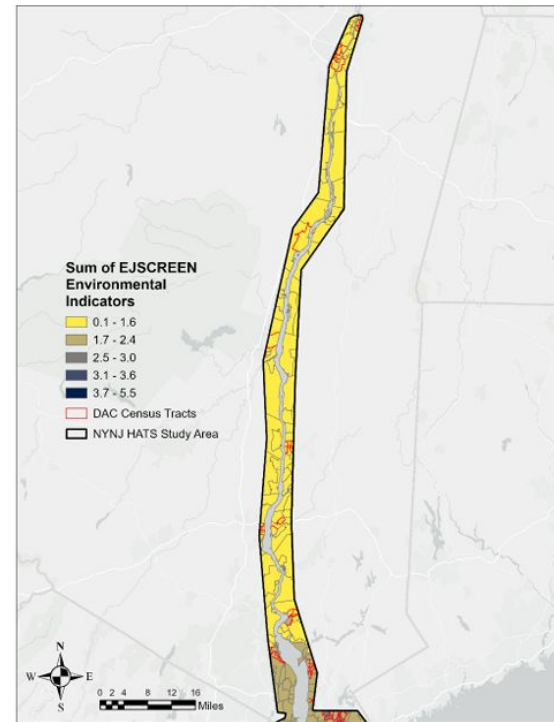 Sum of EJSCREEN
Environmental
Indicators
0.1 - 1.6
1.7 - 2.4
2.5 - 3.0
3.1 - 3.6
3.7 - 5.5
DAC Census Tracts
NYNJ HATS Study Area
N
W E
S
0 2 4 8 12 16
Miles